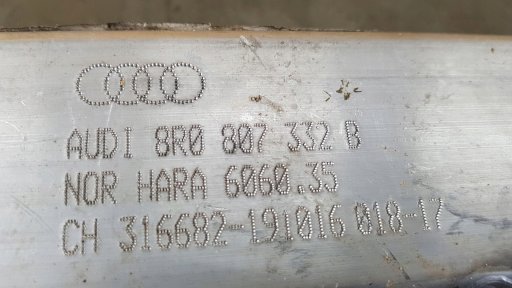 AUDI 8R0 807 332 B
NOR HARA 6060.35
CH 316682-191016 018-17